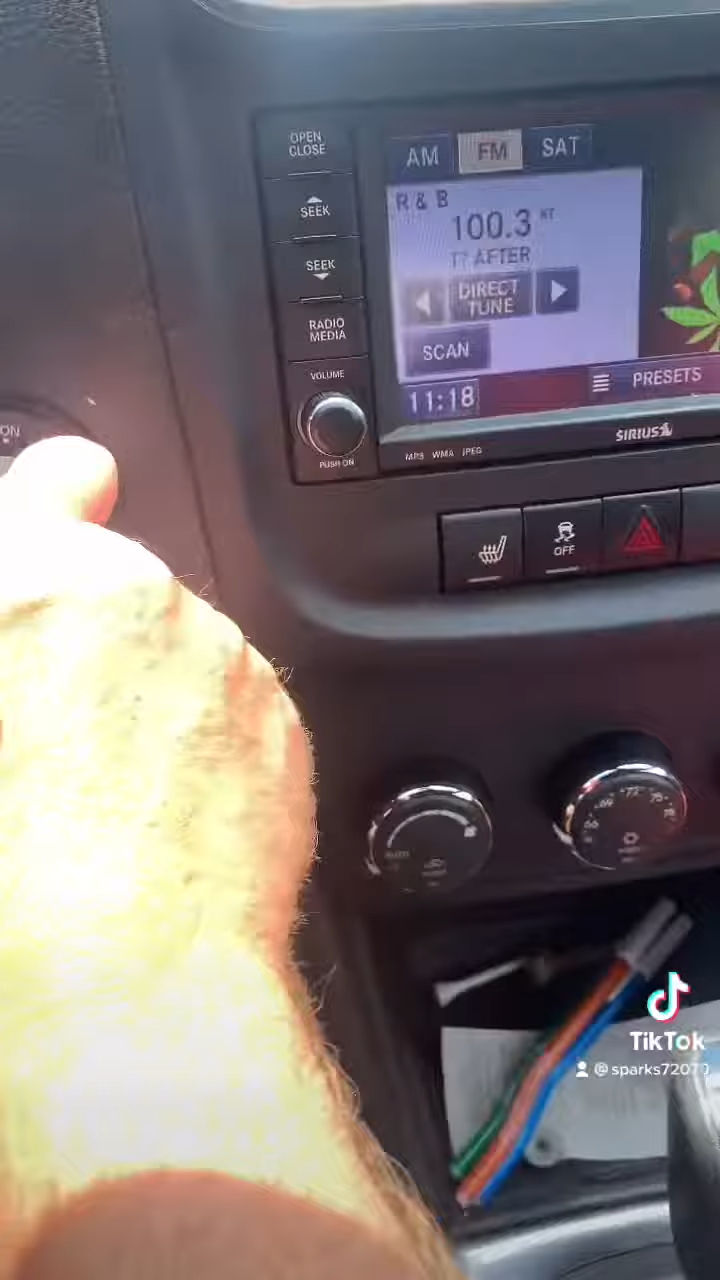 OPEN
CLOSE
SEEK
SEEK
RADIO
MEDIA
VOLUME
PUSH ON
AM
FM
SAT
R & B
100.3
AFTER
DIRECT
TUNE
SCAN
11:18
PRESETS
MP3 WMA JPEG
SIRIUS
ON
OFF
72
TikTok